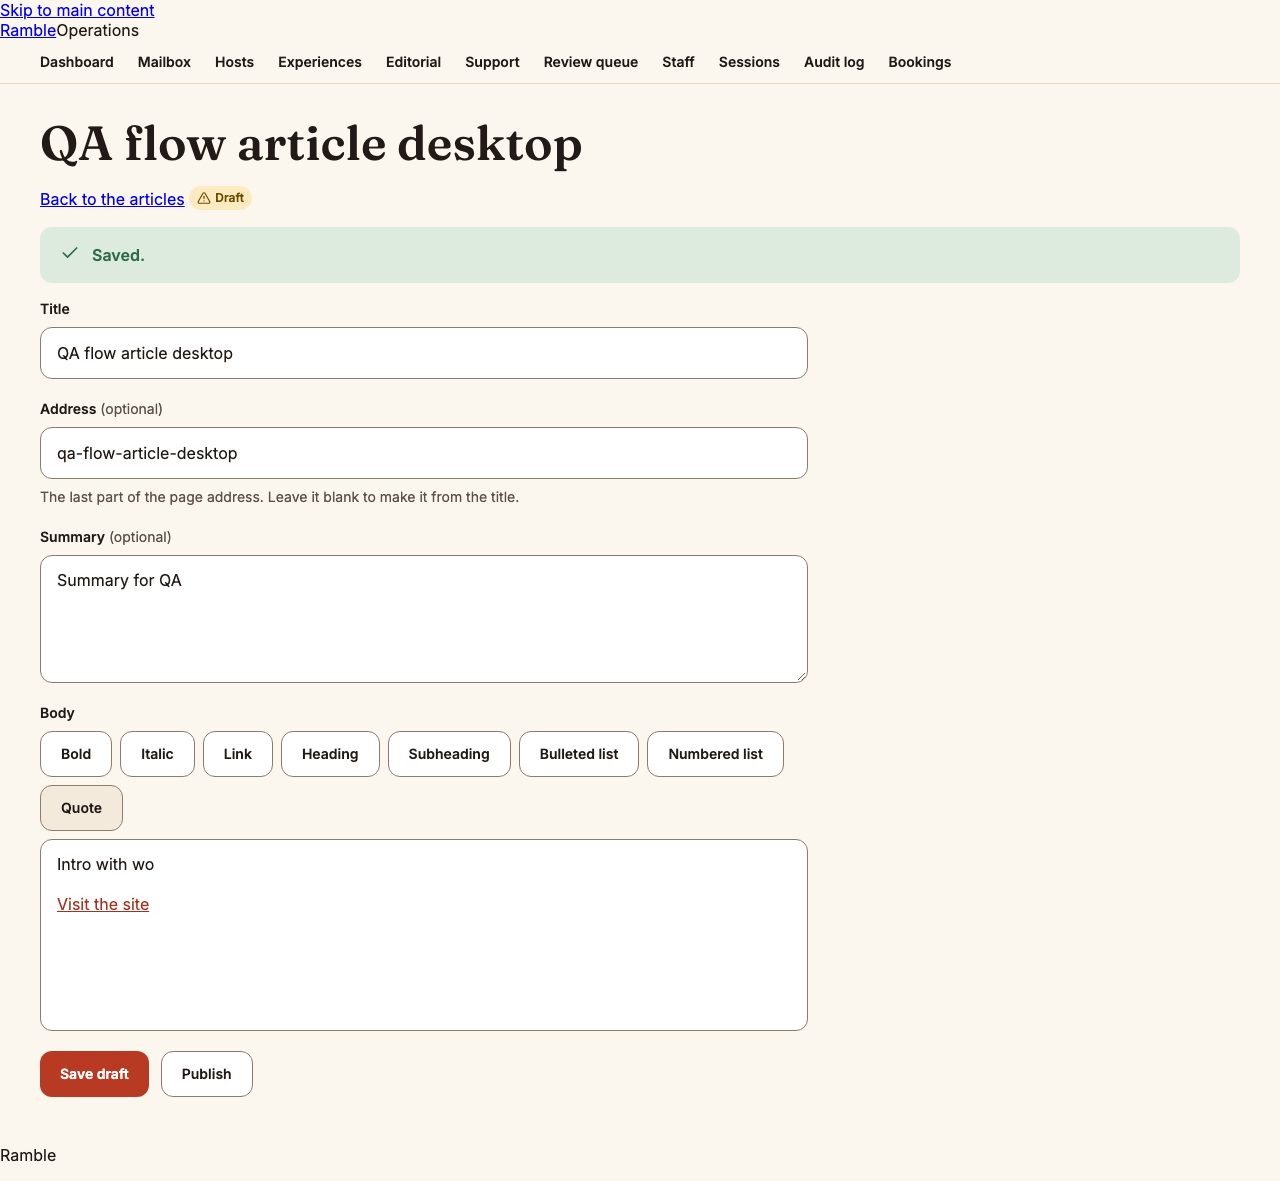 Skip to main content
RambleOperations
Dashboard Mailbox Hosts Experiences Editorial Support Review queue Staff Sessions Audit log Bookings
QA flow article desktop
Back to the articles Draft
Saved.
Title
QA flow article desktop
Address (optional)
qa-flow-article-desktop
The last part of the page address. Leave it blank to make it from the title.
Summary (optional)
Summary for QA
Body
Bold Italic Link Heading Subheading Bulleted list Numbered list
Quote
Intro with wo
Visit the site
Save draft Publish
Ramble